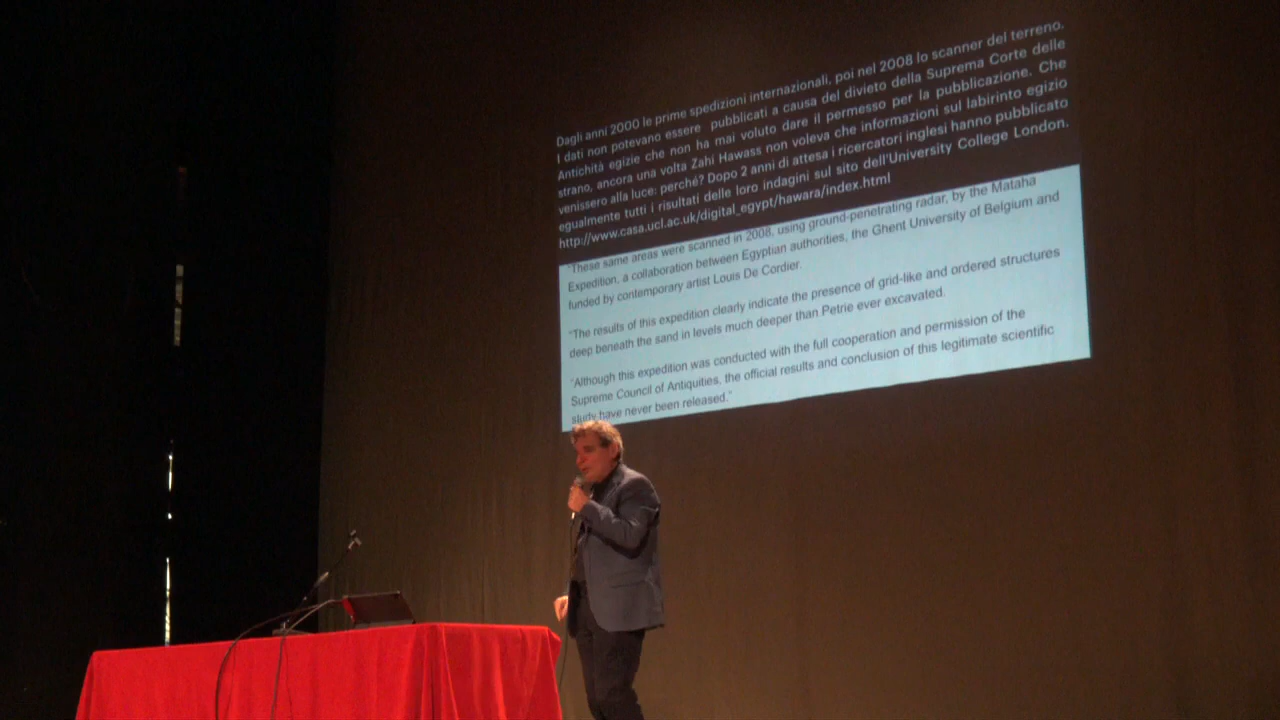 Dagli anni 2000 le prime spedizioni internazionali, poi nel 2008 lo scanner del terreno.
I dati non potevano essere pubblicati a causa del divieto della Suprema Corte delle
Antichità egizie che non ha mai voluto dare il permesso per la pubblicazione. Che
strano, ancora una volta Zahi Hawass non voleva che informazioni sul labirinto egizio
venissero alla luce: perché? Dopo 2 anni di attesa i ricercatori inglesi hanno pubblicato
egualmente tutti i risultati delle loro indagini sul sito dell'University College London.
http://www.casa.ucl.ac.uk/digital_egypt/hawara/index.html
"These same areas were scanned in 2008, using ground-penetrating radar, by the Mataha
Expedition, a collaboration between Egyptian authorities, the Ghent University of Belgium and
funded by contemporary artist Louis De Cordier.
"The results of this expedition clearly indicate the presence of grid-like and ordered structures
deep beneath the sand in levels much deeper than Petrie ever excavated.
"Although this expedition was conducted with the full cooperation and permission of the
Supreme Council of Antiquities, the official results and conclusion of this legitimate scientific
study have never been released."